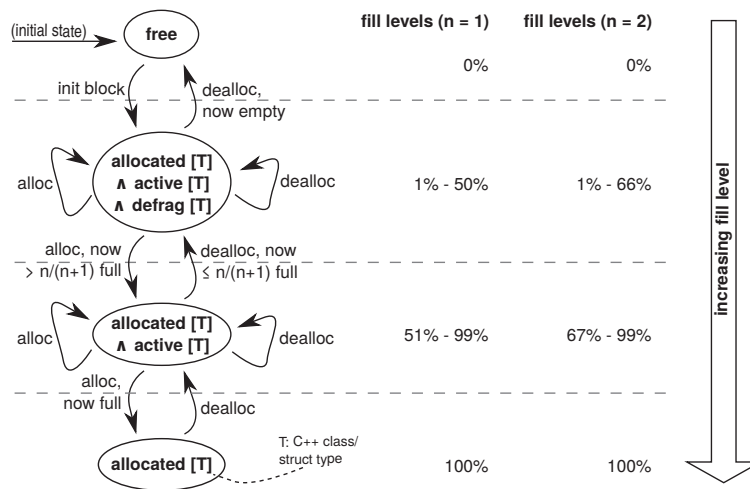 fill levels (n = 1)
fill levels (n = 2)
(initial state)
free
0%
0%
init block
dealloc,
now empty
allocated [T]
∧ active [T]
∧ defrag [T]
alloc
dealloc
1% - 50%
1% - 66%
alloc, now
> n/(n+1) full
dealloc, now
≤ n/(n+1) full
allocated [T]
∧ active [T]
alloc
dealloc
51% - 99%
67% - 99%
alloc,
now full
dealloc
allocated [T]
T: C++ class/
struct type
100%
100%
increasing fill level